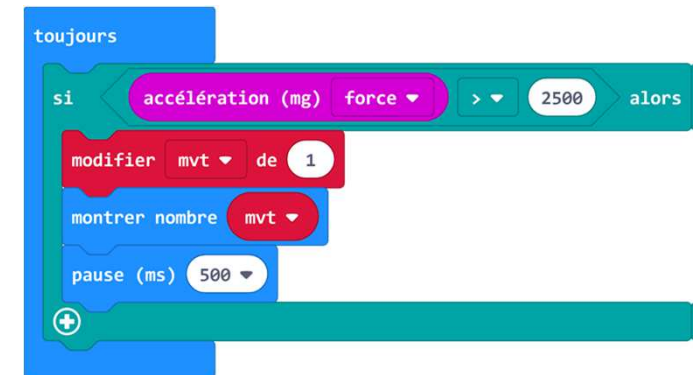 toujours
si accélération (mg) force > 2500 alors
modifier mvt de 1
montrer nombre mvt
pause (ms) 500